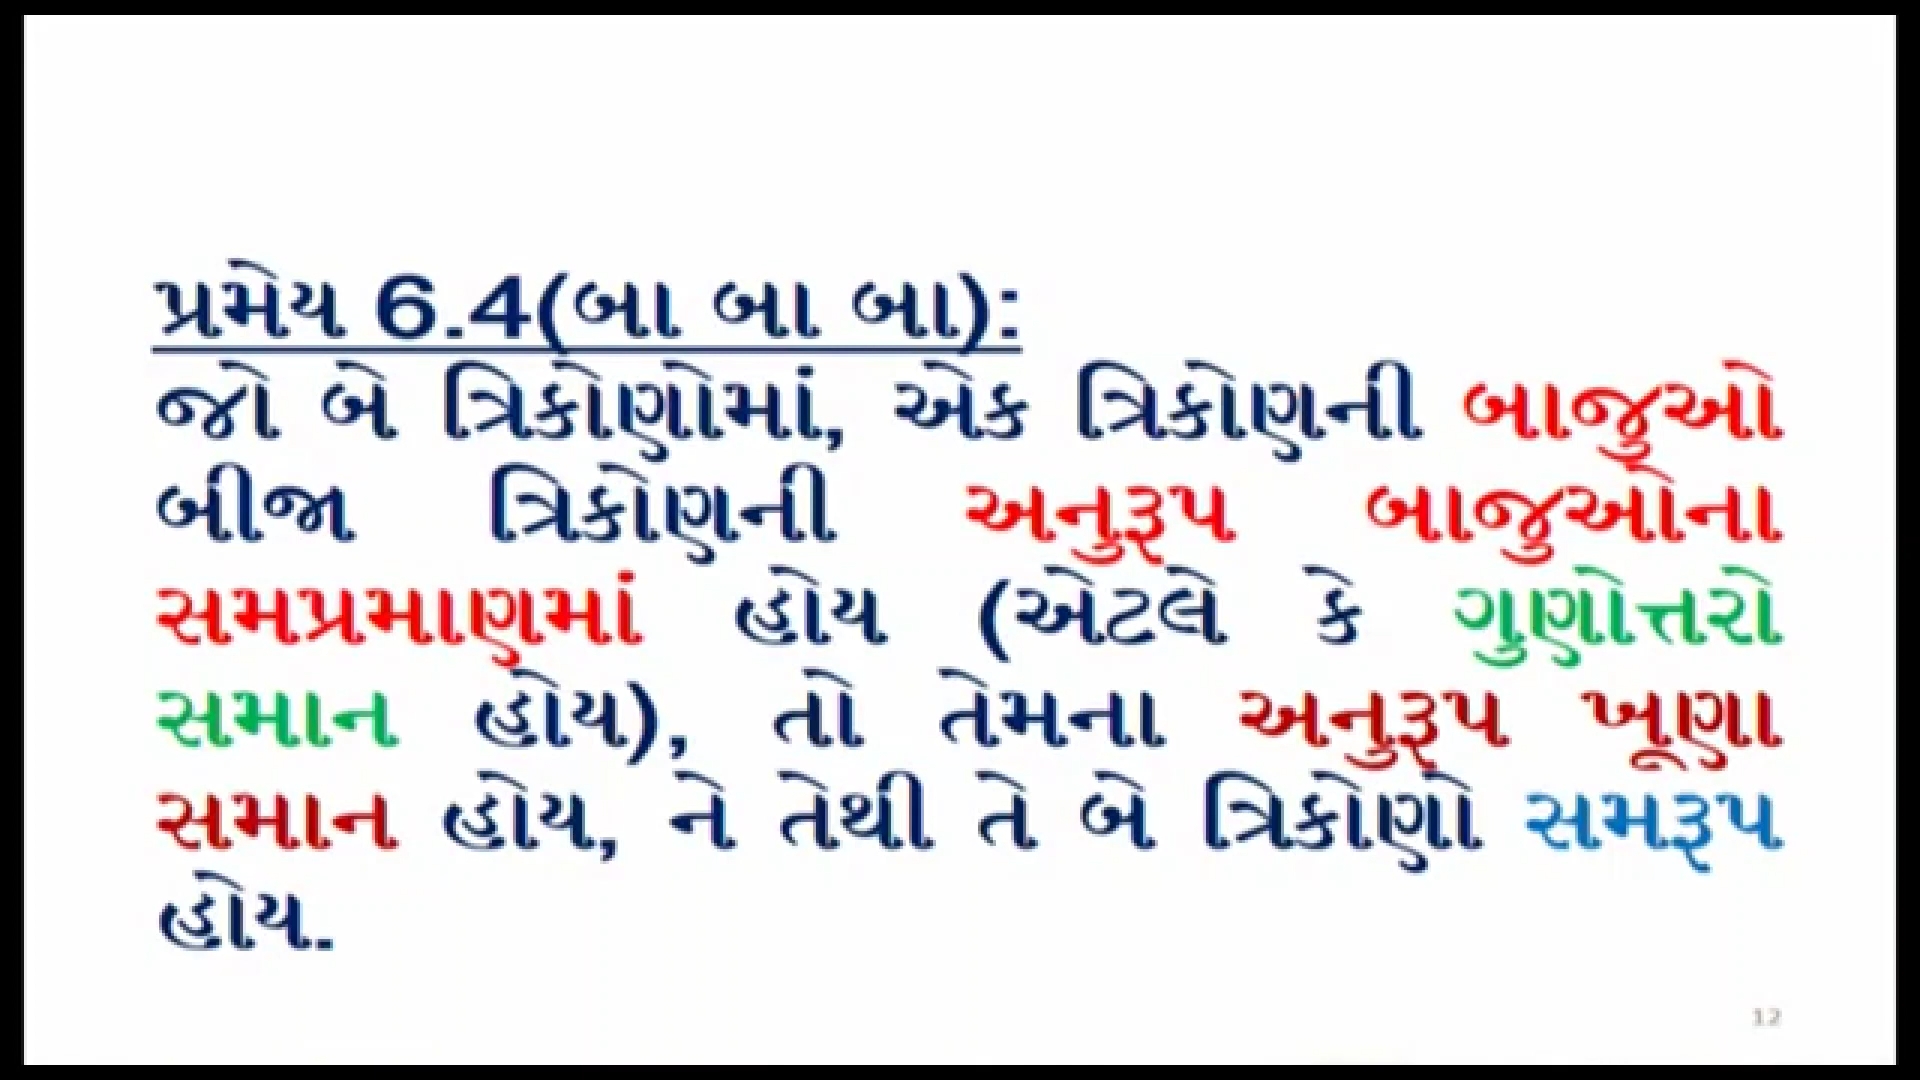 પ્રમેય 6.4(બા બા બા):
જો બે ત્રિકોણોમાં, એક ત્રિકોણની બાજુઓ
બીજા ત્રિકોણની અનુરૂપ બાજુઓના
સમપ્રમાણમાં હોય (એટલે કે ગુણોત્તરો
સમાન હોય), તો તેમના અનુરૂપ ખૂણા
સમાન હોય, ને તેથી તે બે ત્રિકોણો સમરૂપ
હોય.
12